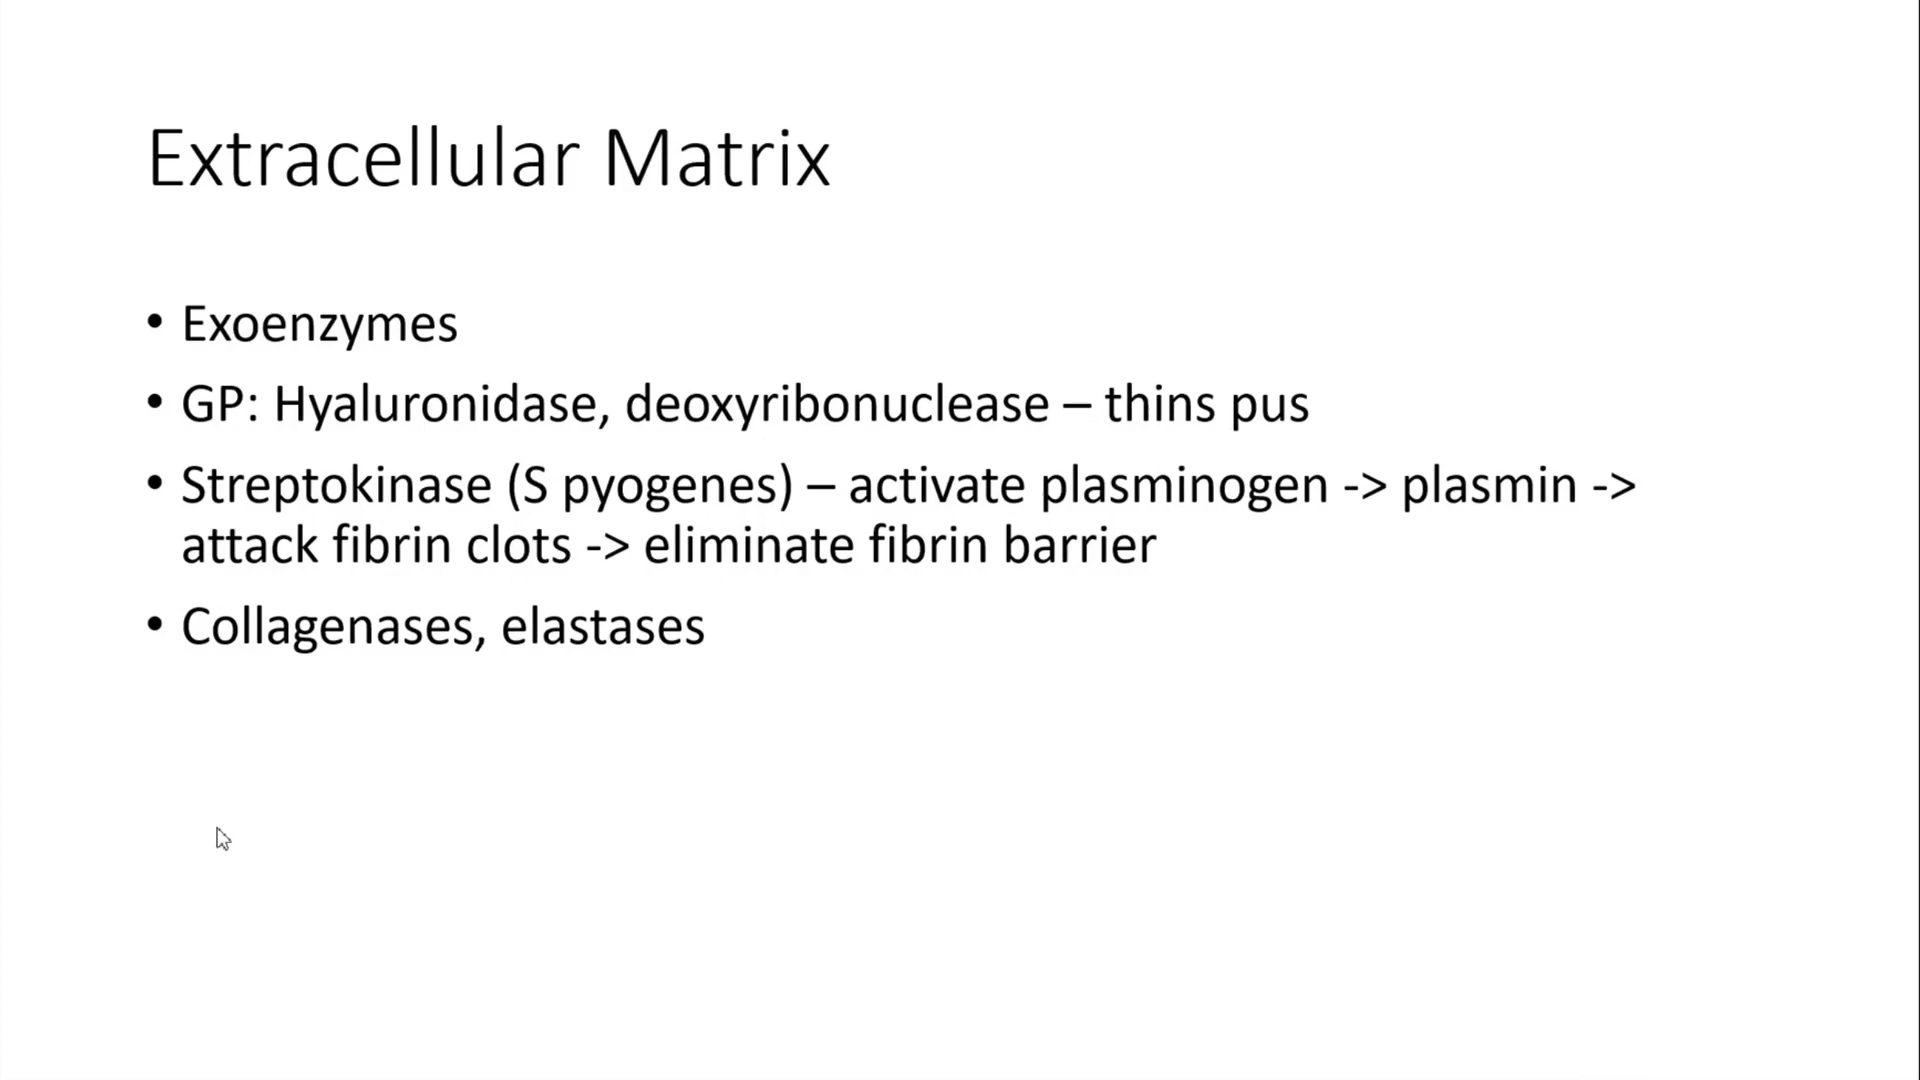 Extracellular Matrix
• Exoenzymes
• GP: Hyaluronidase, deoxyribonuclease – thins pus
• Streptokinase (S pyogenes) – activate plasminogen -> plasmin ->
attack fibrin clots -> eliminate fibrin barrier
• Collagenases, elastases